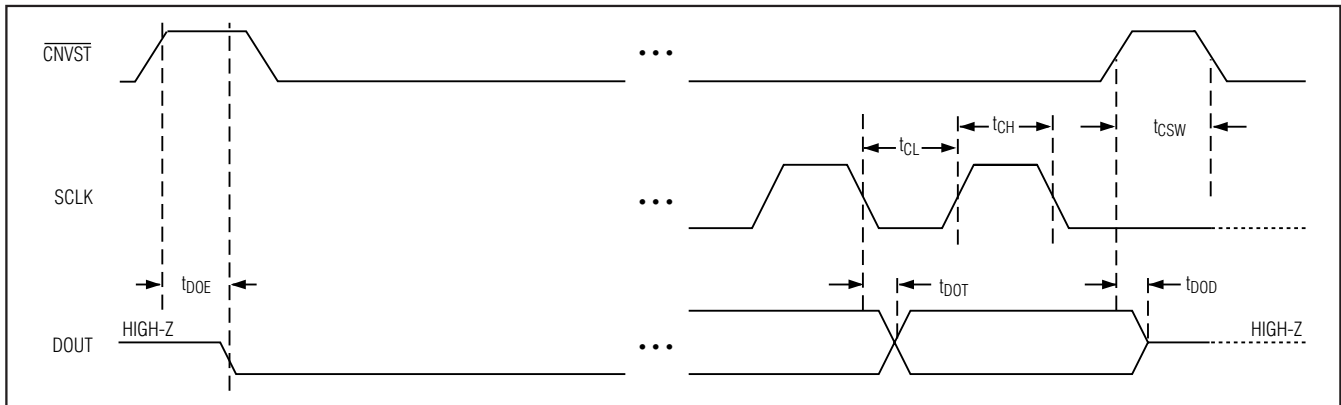 CNVST
•••
tCH
tCSW
tCL
SCLK
•••
tDOE
tDOT
tDOD
HIGH-Z
HIGH-Z
DOUT
•••